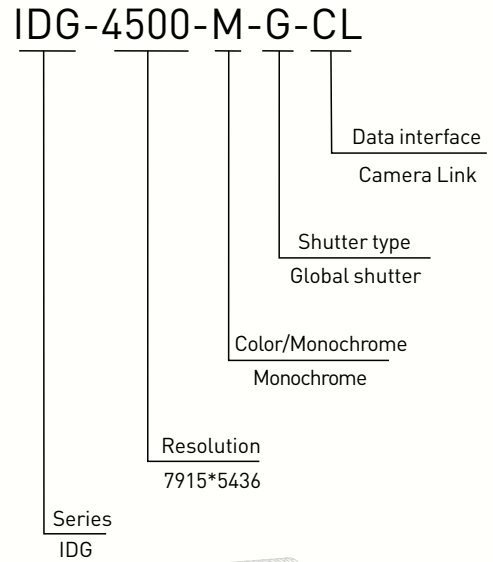 IDG-4500-M-G-CL
Data interface
Camera Link
Shutter type
Global shutter
Color/Monochrome
Monochrome
Resolution
7915*5436
Series
IDG